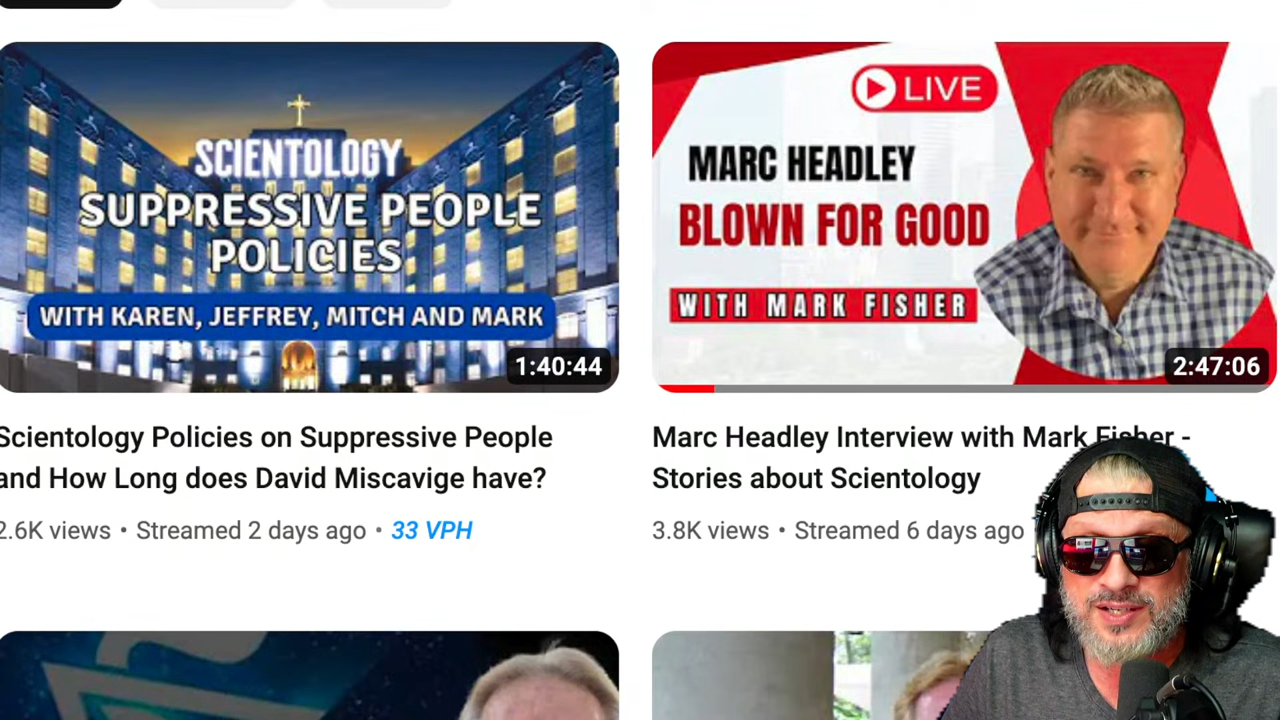 SCIENTOLOGY
SUPPRESSIVE PEOPLE
POLICIES
WITH KAREN, JEFFREY, MITCH AND MARK
1:40:44
LIVE
MARC HEADLEY
BLOWN FOR GOOD
WITH MARK FISHER
2:47:06
Scientology Policies on Suppressive People
and How Long does David Miscavige have?
2.6K views • Streamed 2 days ago • 33 VPH
Marc Headley Interview with Mark Fisher -
Stories about Scientology
3.8K views • Streamed 6 days ago